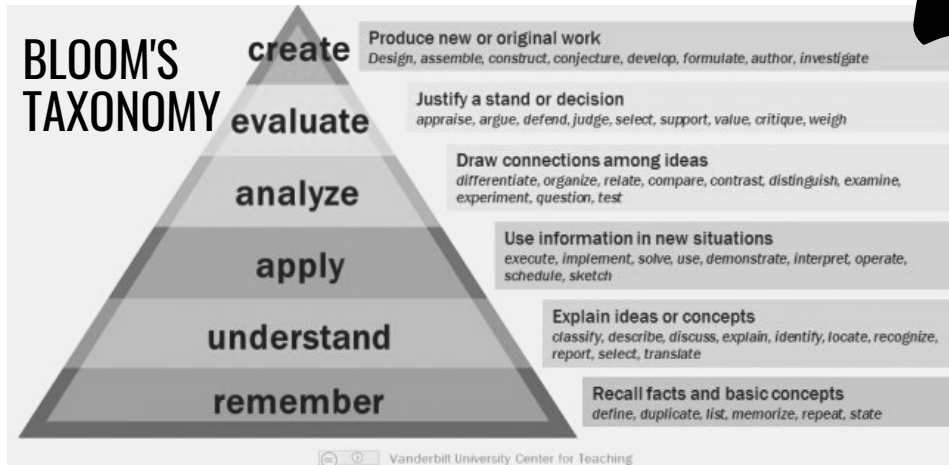 BLOOM'S
TAXONOMY
create
Produce new or original work
Design, assemble, construct, conjecture, develop, formulate, author, investigate
evaluate
Justify a stand or decision
appraise, argue, defend, judge, select, support, value, critique, weigh
analyze
Draw connections among ideas
differentiate, organize, relate, compare, contrast, distinguish, examine,
experiment, question, test
apply
Use information in new situations
execute, implement, solve, use, demonstrate, interpret, operate,
schedule, sketch
understand
Explain ideas or concepts
classify, describe, discuss, explain, identify, locate, recognize,
report, select, translate
remember
Recall facts and basic concepts
define, duplicate, list, memorize, repeat, state
cc Vanderbilt University Center for Teaching